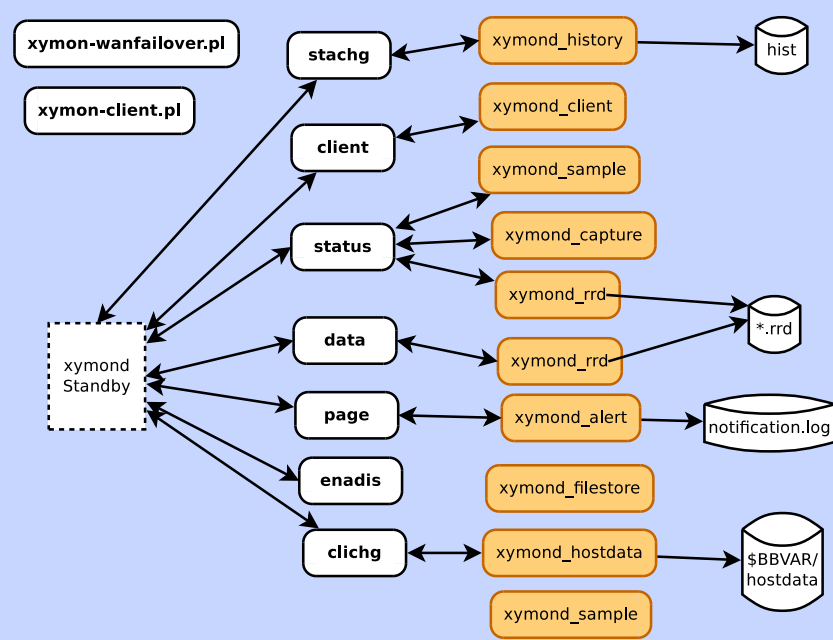 xymon-wanfailover.pl
xymon-client.pl
stachg
xymond_history
hist
client
xymond_client
xymond_sample
status
xymond_capture
xymond_rrd
*.rrd
xymond
Standby
data
xymond_rrd
page
xymond_alert
notification.log
enadis
xymond_filestore
clichg
xymond_hostdata
$BBVAR/
hostdata
xymond_sample